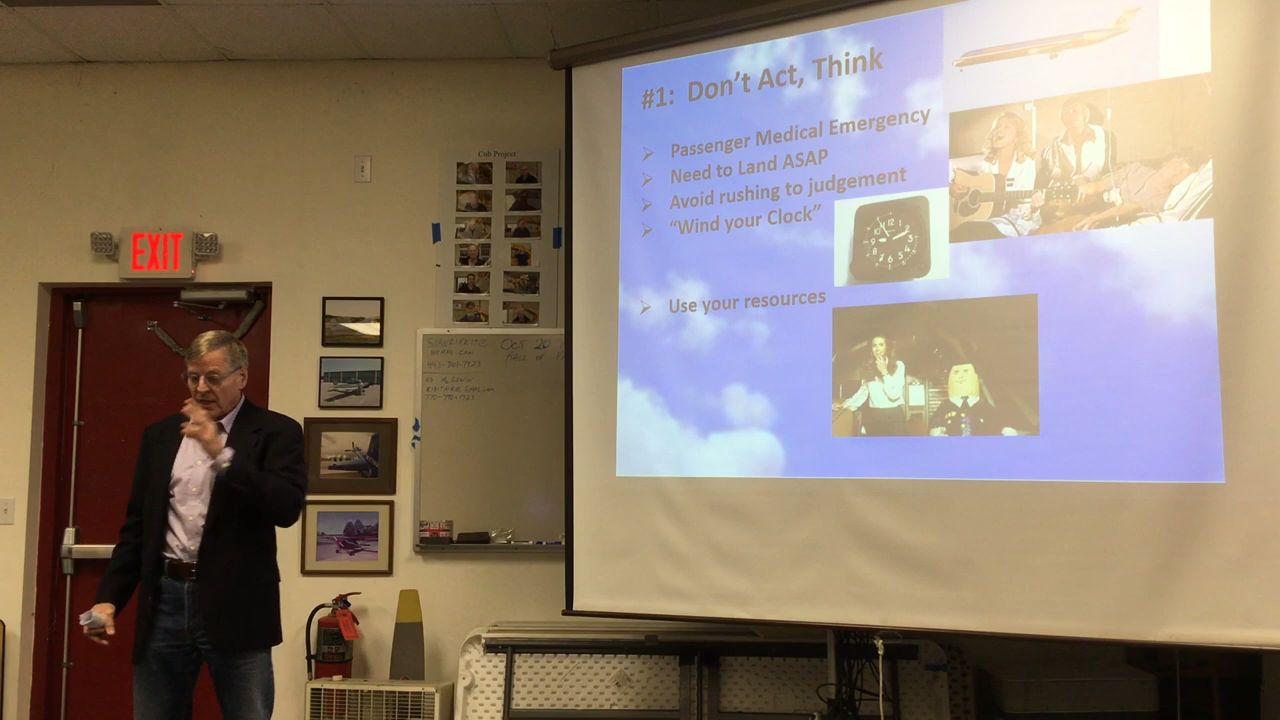 #1: Don't Act, Think
Passenger Medical Emergency
Need to Land ASAP
Avoid rushing to judgement
"Wind your Clock"
Use your resources
EXIT
Cub Project
Oct 20